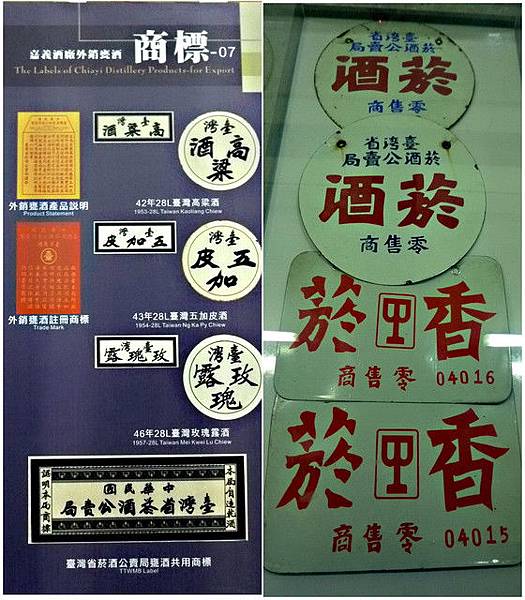 嘉義酒廠外銷甕酒 商標-07
The Labels of Chiayi Distillery Products-for Export
臺灣
酒粱高
臺灣
高粱酒
外銷甕酒產品説明
Product Statement
42年28L臺灣高粱酒
1953-28L Taiwan Kaoliang Chiew
臺灣
皮加五
臺灣
五加皮
外銷甕酒註冊商標
Trade Mark
43年28L臺灣五加皮酒
1954-28L Taiwan Ng Ka Py Chiew
臺灣
露瑰玫
臺灣
玫瑰露
46年28L臺灣玫瑰露酒
1957-28L Taiwan Mei Kwei Lu Chiew
國民華中
局賣公酒菸省灣臺
臺灣省菸酒公賣局甕酒共用商標
TTWMB Label
省灣臺
局賣公酒菸
酒菸
商售零
省灣臺
局賣公酒菸
酒菸
商售零
菸 香
商售零 04016
菸 香
商售零 04015